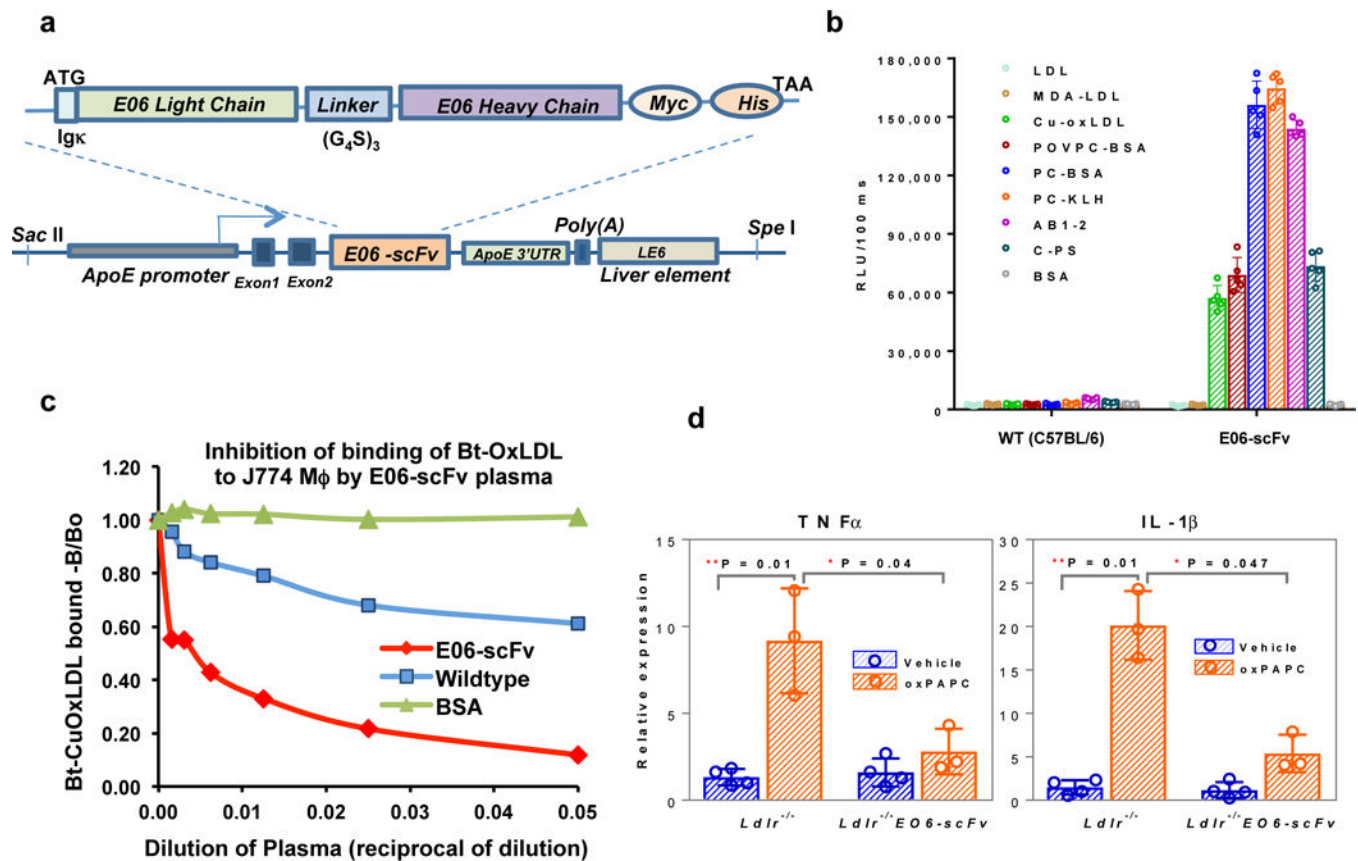 a
ATG
TAA
E06 Light Chain
Linker
E06 Heavy Chain
Myc
His
Igκ
(G4S)3
Sac II
Poly(A)
Spe I
E06 -scFv
ApoE 3'UTR
LE6
ApoE promoter
Exon1
Exon2
Liver element
b
180,000
150,000
120,000
90,000
60,000
30,000
0
RLU/100 ms
LDL
MDA-LDL
Cu-oxLDL
POVPC-BSA
PC-BSA
PC-KLH
AB1-2
C-PS
BSA
WT (C57BL/6)
E06-scFv
c
Inhibition of binding of Bt-OxLDL
to J774 Mϕ by E06-scFv plasma
1.20
1.00
0.80
0.60
0.40
0.20
0.00
Bt-CuOxLDL bound -B/Bo
E06-scFv
Wildtype
BSA
0.00
0.01
0.02
0.03
0.04
0.05
Dilution of Plasma (reciprocal of dilution)
d
TNFα
15
10
5
0
Relative expression
**P = 0.01
* P = 0.04
Vehicle
oxPAPC
Ldlr-/-
Ldlr-/-EO6-scFv
IL-1β
30
25
20
15
10
5
0
**P = 0.01
* P = 0.047
Vehicle
oxPAPC
Ldlr-/-
Ldlr-/-EO6-scFv